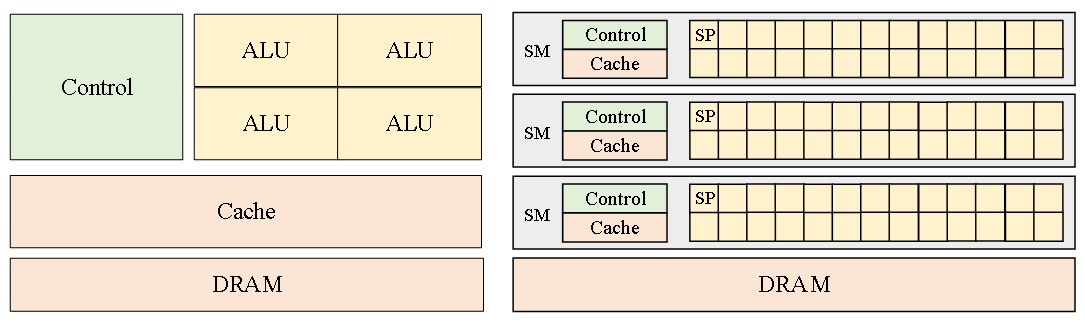 Control
ALU ALU
ALU ALU
Cache
DRAM
SM Control SP
Cache
SM Control SP
Cache
SM Control SP
Cache
DRAM